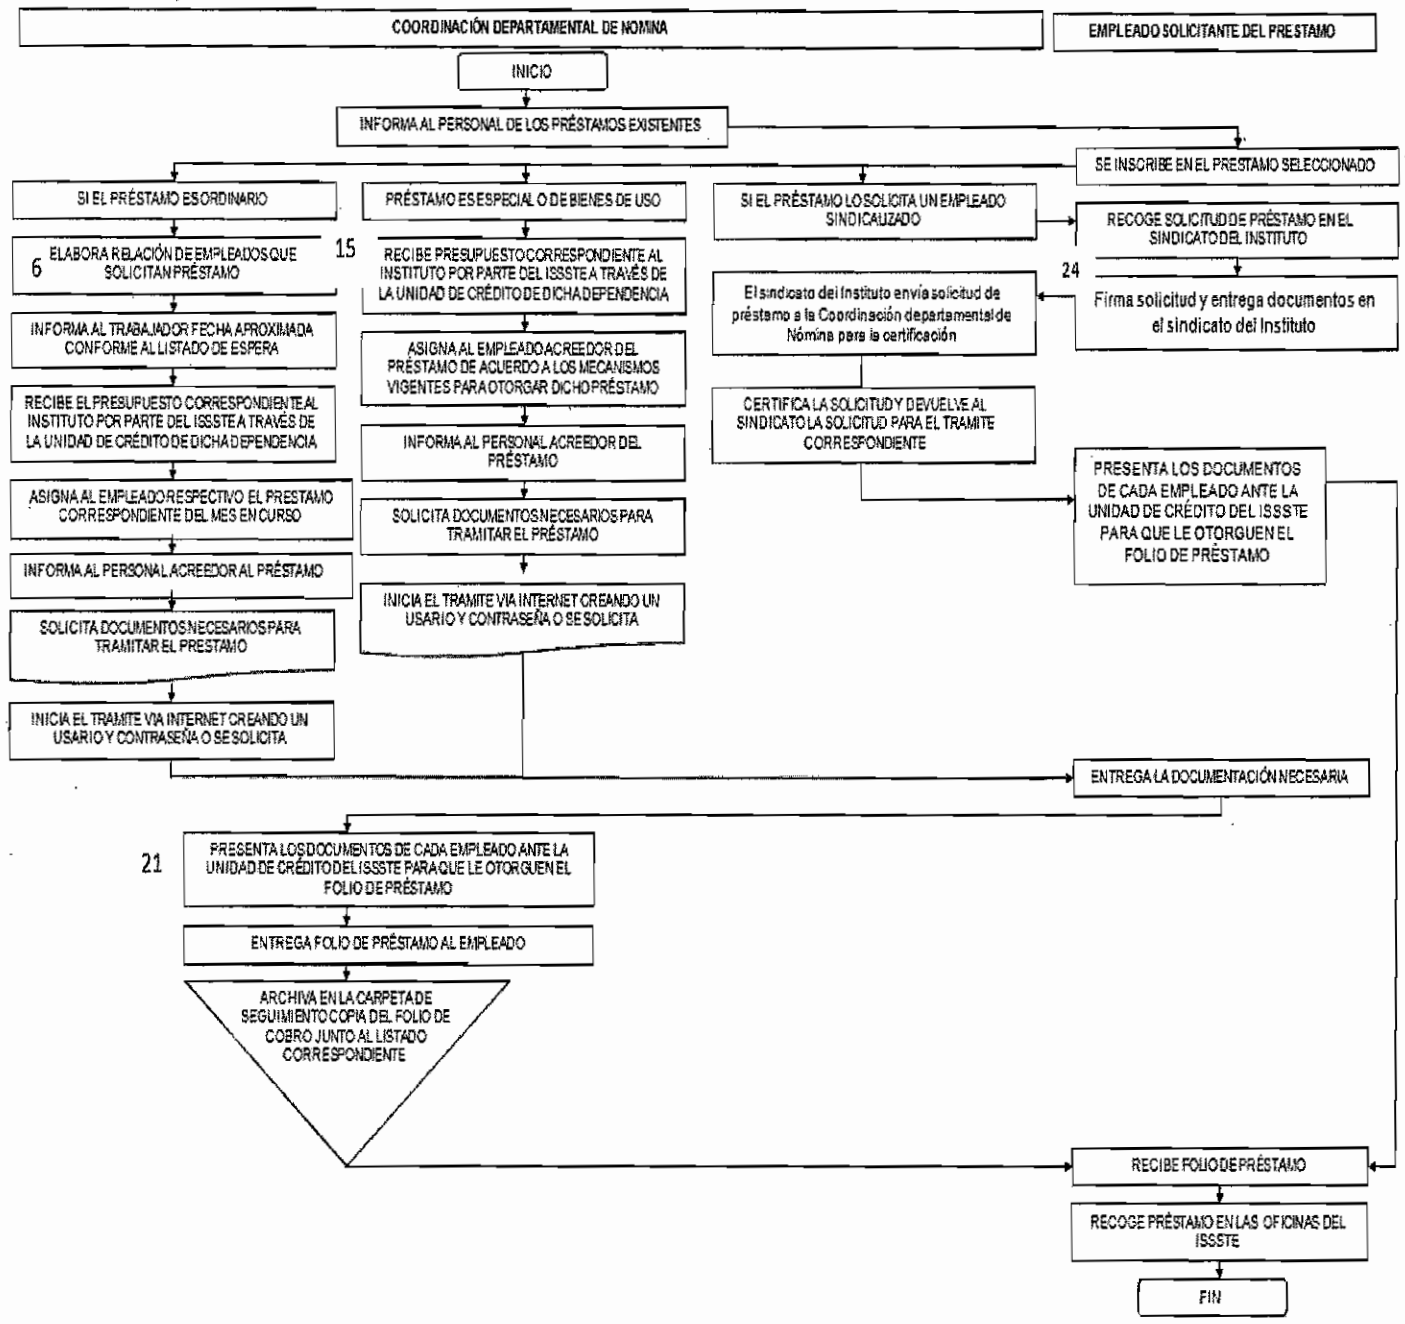 COORDINACIÓN DEPARTAMENTAL DE NOMINA
EMPLEADO SOLICITANTE DEL PRESTAMO
INICIO
INFORMA AL PERSONAL DE LOS PRÉSTAMOS EXISTENTES
SE INSCRIBE EN EL PRESTAMO SELECCIONADO
SI EL PRÉSTAMO ES ORDINARIO
6
ELABORA RELACIÓN DE EMPLEADOS QUE
SOLICITAN PRÉSTAMO
INFORMA AL TRABAJADOR FECHA APROXIMADA
CONFORME AL LISTADO DE ESPERA
RECIBE EL PRESUPUESTO CORRESPONDIENTE AL
INSTITUTO POR PARTE DEL ISSSTE A TRAVÉS DE
LA UNIDAD DE CRÉDITO DE DICHA DEPENDENCIA
ASIGNA AL EMPLEADO RESPECTIVO EL PRESTAMO
CORRESPONDIENTE DEL MES EN CURSO
INFORMA AL PERSONAL ACREEDOR AL PRÉSTAMO
SOLICITA DOCUMENTOS NECESARIOS PARA
TRAMITAR EL PRESTAMO
INICIA EL TRAMITE VIA INTERNET CREANDO UN
USARIO Y CONTRASEÑA O SE SOLICITA
PRÉSTAMO ES ESPECIAL O DE BIENES DE USO
15
RECIBE PRESUPUESTO CORRESPONDIENTE AL
INSTITUTO POR PARTE DEL ISSSTE A TRAVÉS DE
LA UNIDAD DE CRÉDITO DE DICHA DEPENDENCIA
ASIGNA AL EMPLEADO ACREEDOR DEL
PRÉSTAMO DE ACUERDO A LOS MECANISMOS
VIGENTES PARA OTORGAR DICHO PRÉSTAMO
INFORMA AL PERSONAL ACREEDOR DEL
PRÉSTAMO
SOLICITA DOCUMENTOS NECESARIOS PARA
TRAMITAR EL PRÉSTAMO
INICIA EL TRAMITE VIA INTERNET CREANDO UN
USARIO Y CONTRASEÑA O SE SOLICITA
SI EL PRÉSTAMO LO SOLICITA UN EMPLEADO
SINDICALIZADO
RECOGE SOLICITUD DE PRÉSTAMO EN EL
SINDICATO DEL INSTITUTO
24
Firma solicitud y entrega documentos en
el sindicato del Instituto
El sindicato del Instituto envía solicitud de
préstamo a la Coordinación departamental de
Nómina para la certificación
CERTIFICA LA SOLICITUD Y DEVUELVE AL
SINDICATO LA SOLICITUD PARA EL TRAMITE
CORRESPONDIENTE
PRESENTA LOS DOCUMENTOS
DE CADA EMPLEADO ANTE LA
UNIDAD DE CRÉDITO DEL ISSSTE
PARA QUE LE OTORGUEN EL
FOLIO DE PRÉSTAMO
ENTREGA LA DOCUMENTACIÓN NECESARIA
21
PRESENTA LOS DOCUMENTOS DE CADA EMPLEADO ANTE LA
UNIDAD DE CRÉDITO DEL ISSSTE PARA QUE LE OTORGUEN EL
FOLIO DE PRÉSTAMO
ENTREGA FOLIO DE PRÉSTAMO AL EMPLEADO
ARCHIVA EN LA CARPETA DE
SEGUIMIENTO COPIA DEL FOLIO DE
COBRO JUNTO AL LISTADO
CORRESPONDIENTE
RECIBE FOLIO DE PRÉSTAMO
RECOGE PRÉSTAMO EN LAS OFICINAS DEL
ISSSTE
FIN